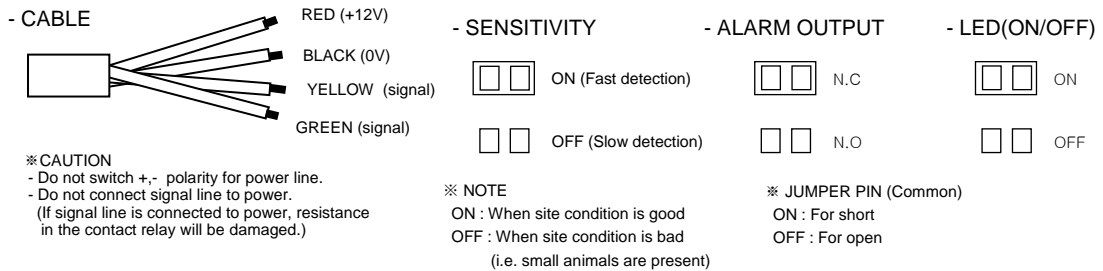 - CABLE
RED (+12V)
BLACK (0V)
YELLOW (signal)
GREEN (signal)
※CAUTION
- Do not switch +,- polarity for power line.
- Do not connect signal line to power.
(If signal line is connected to power, resistance
in the contact relay will be damaged.)
- SENSITIVITY
ON (Fast detection)
OFF (Slow detection)
※ NOTE
ON : When site condition is good
OFF : When site condition is bad
(i.e. small animals are present)
- ALARM OUTPUT
N.C
N.O
※ JUMPER PIN (Common)
ON : For short
OFF : For open
- LED(ON/OFF)
ON
OFF